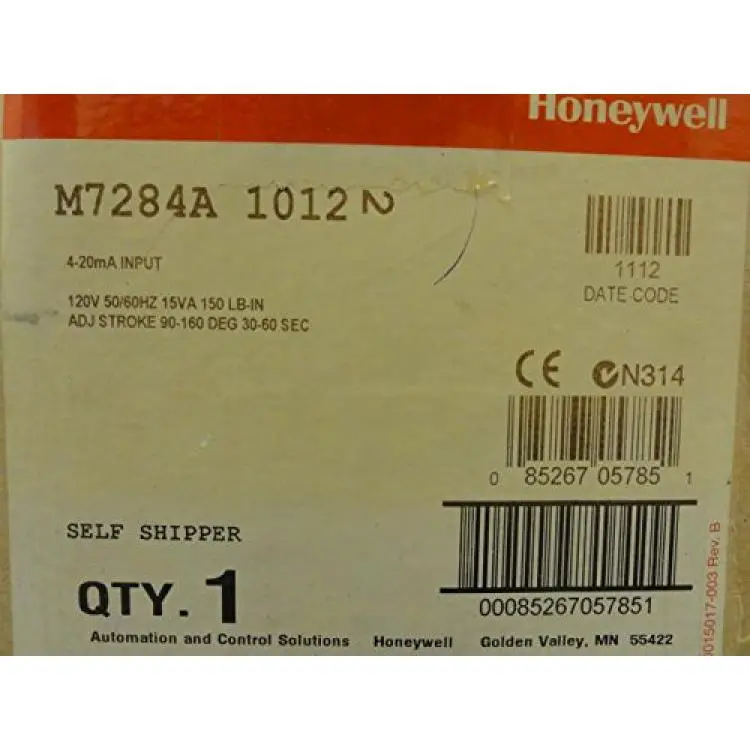 Honeywell
M7284A 1012 2
4-20mA INPUT
1112
DATE CODE
120V 50/60HZ 15VA 150 LB-IN
ADJ STROKE 90-160 DEG 30-60 SEC
CE N314
0 85267 05785 1
SELF SHIPPER
QTY. 1
00085267057851
Automation and Control Solutions Honeywell Golden Valley, MN 55422
0015017-003 Rev. B